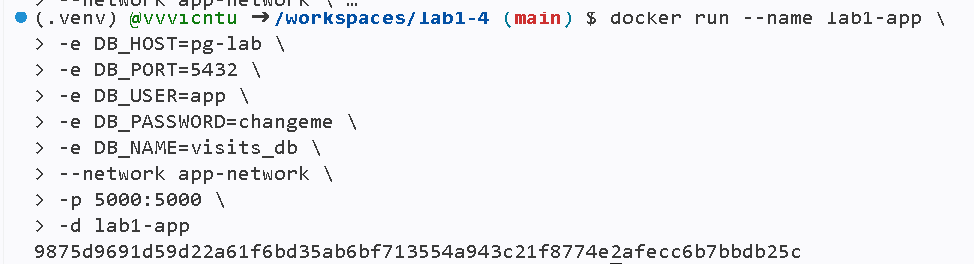 --network app-network \ …
(.venv) @vvvicntu ➜ /workspaces/lab1-4 (main) $ docker run --name lab1-app \
> -e DB_HOST=pg-lab \
> -e DB_PORT=5432 \
> -e DB_USER=app \
> -e DB_PASSWORD=changeme \
> -e DB_NAME=visits_db \
> --network app-network \
> -p 5000:5000 \
> -d lab1-app
9875d9691d59d22a61f6bd35ab6bf713554a943c21f8774e2afecc6b7bbdb25c